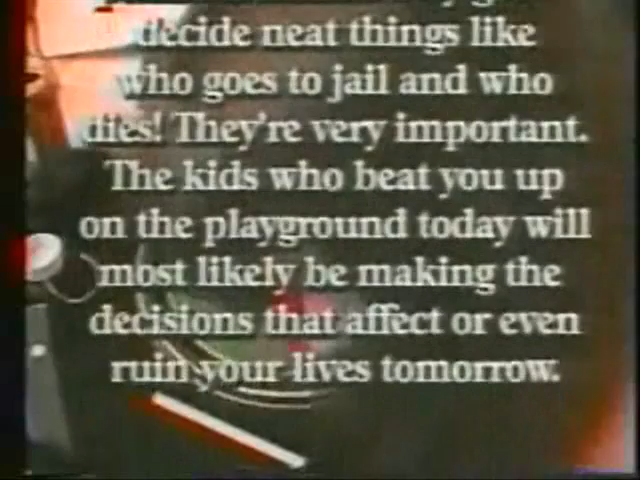 decide neat things like
who goes to jail and who
dies! They're very important.
The kids who beat you up
on the playground today will
most likely be making the
decisions that affect or even
ruin your lives tomorrow.